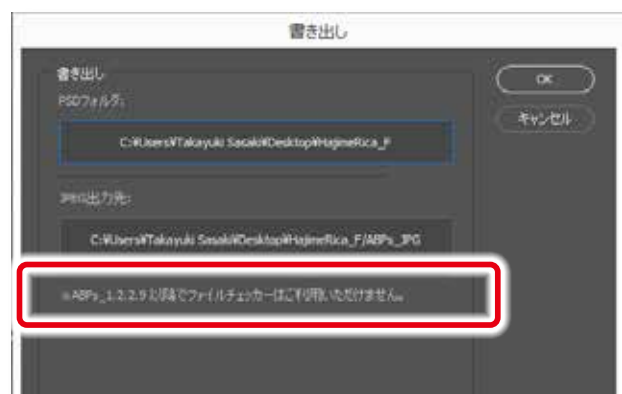 書き出し
書き出し
PSDフォルダ:
OK
キャンセル
C:¥Users¥Takayuki Sasaki¥Desktop¥HajimeRica_F
JPEG出力先:
C:¥Users¥Takayuki Sasaki¥Desktop¥HajimeRica_F/ABPs_JPG
※ABPs_1.2.2.9以降でファイルチェッカーはご利用いただけません。